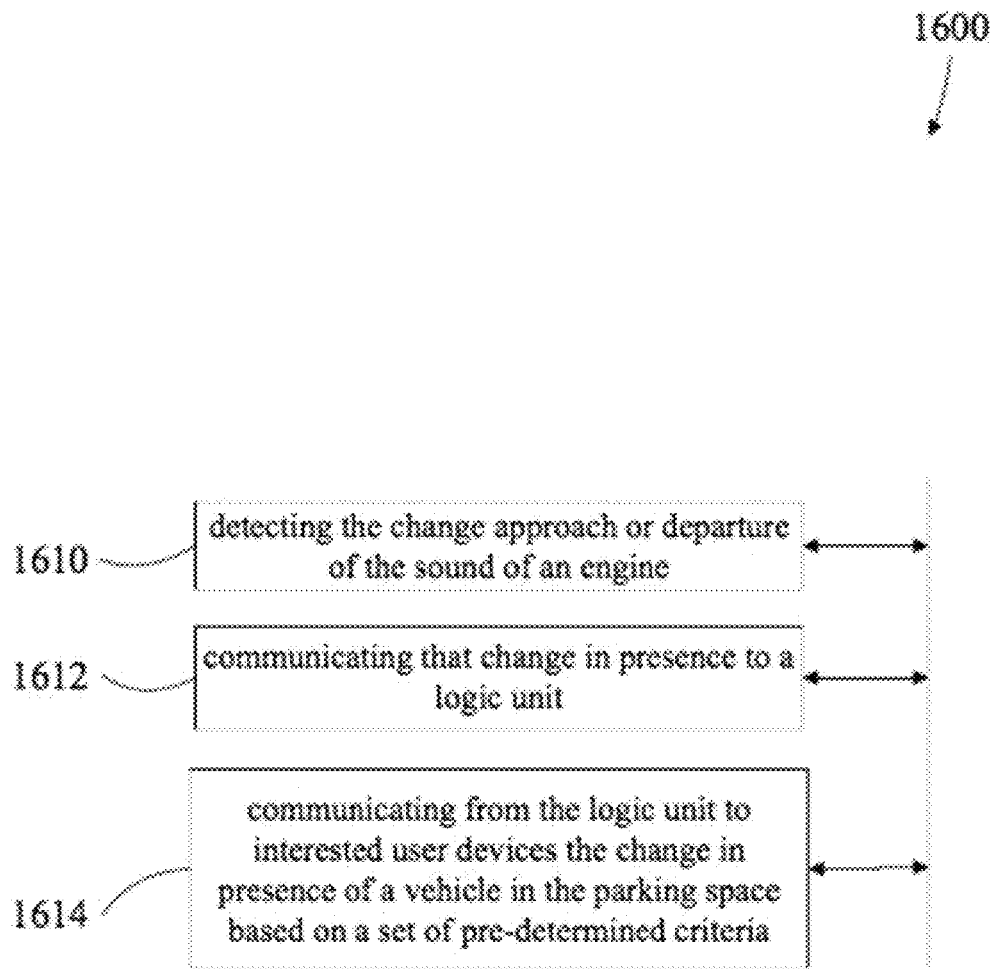 1600
1610
detecting the change approach or departure
of the sound of an engine
1612
communicating that change in presence to a
logic unit
1614
communicating from the logic unit to
interested user devices the change in
presence of a vehicle in the parking space
based on a set of pre-determined criteria